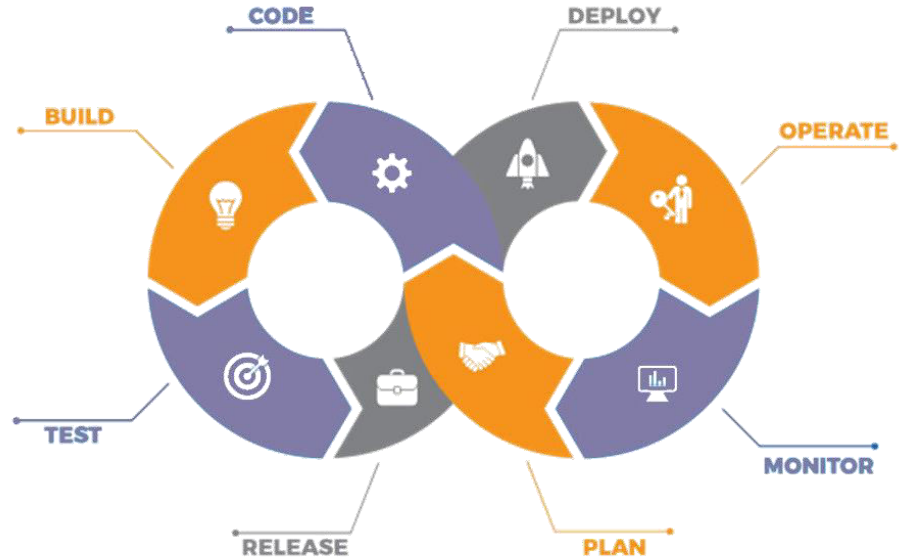 CODE
DEPLOY
BUILD
OPERATE
TEST
MONITOR
RELEASE
PLAN